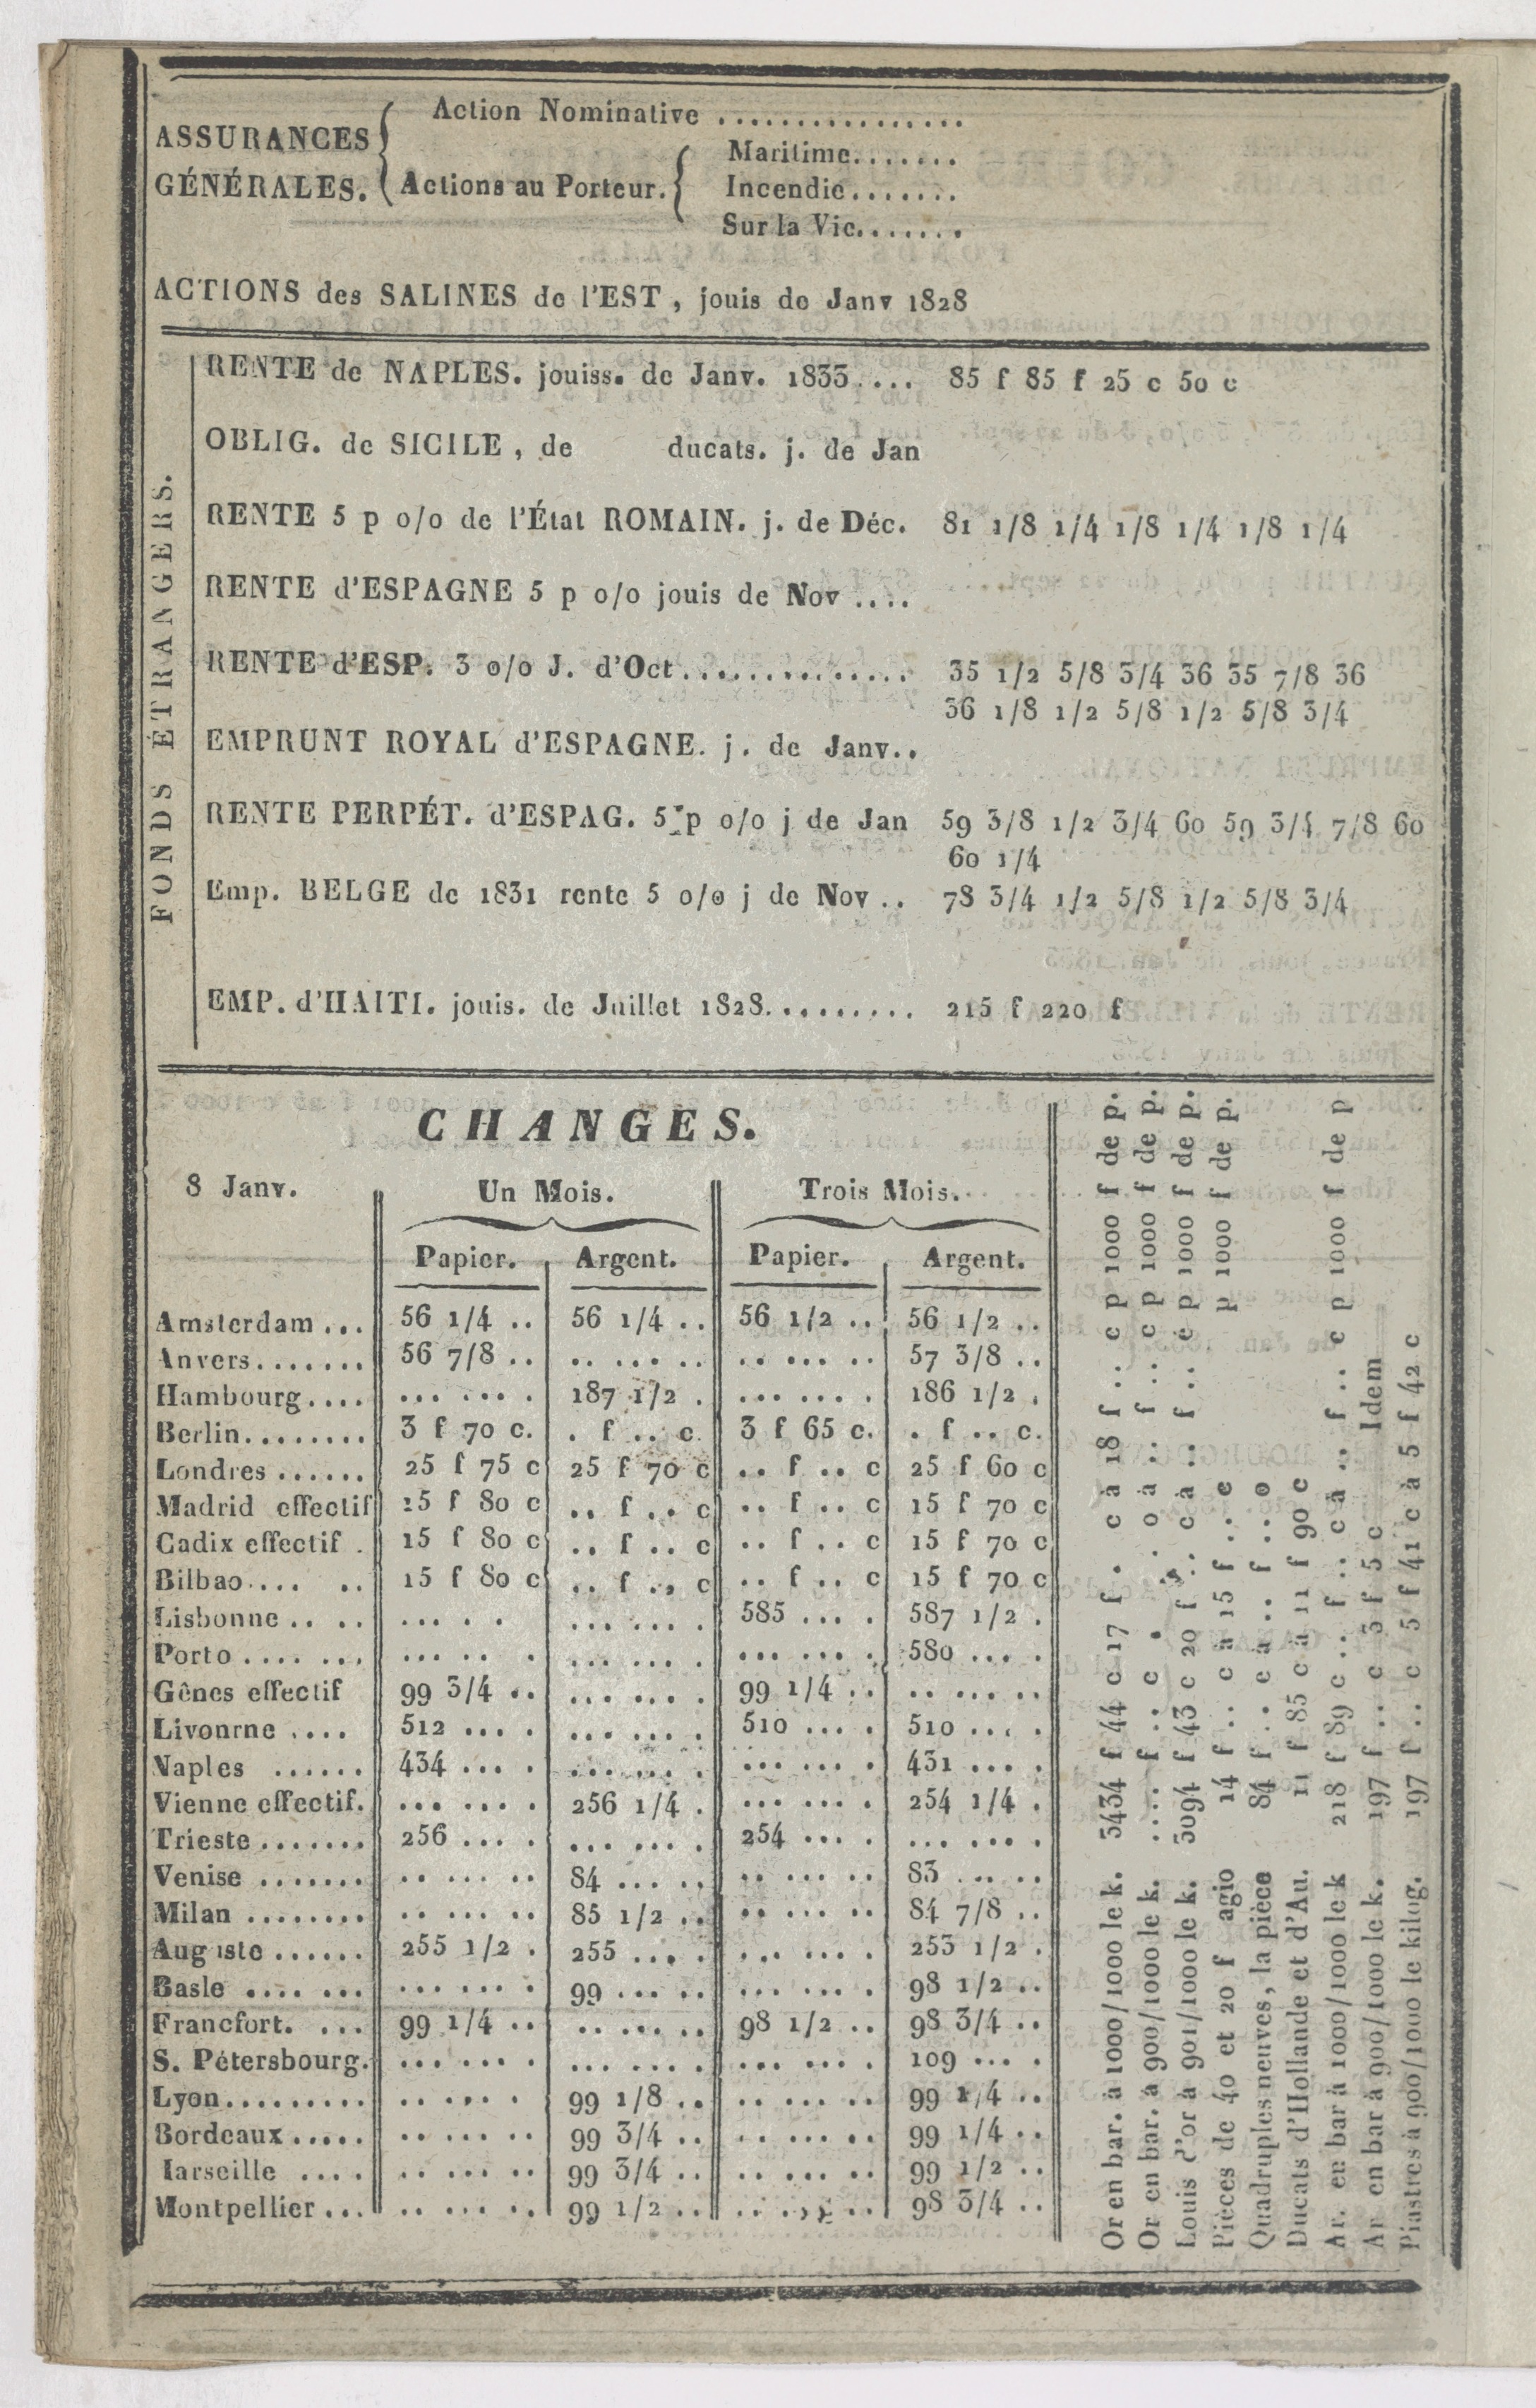 ASSURANCES GÉNÉRALES.
Action Nominative ................
Actions au Porteur.
Maritime.......
Incendie.......
Sur la Vie.......
ACTIONS des SALINES de l'EST , jouis de Janv 1828
FONDS ÉTRANGERS.
RENTE de NAPLES. jouiss. de Janv. 1833.... 85 f 85 f 25 c 50 c
OBLIG. de SICILE , de ducats. j. de Jan
RENTE 5 p o/o de l'État ROMAIN. j. de Déc. 81 1/8 1/4 1/8 1/4 1/8 1/4
RENTE d'ESPAGNE 5 p o/o jouis de Nov ....
RENTE d'ESP. 3 o/o J. d'Oct............... 35 1/2 5/8 3/4 36 35 7/8 36
36 1/8 1/2 5/8 1/2 5/8 3/4
EMPRUNT ROYAL d'ESPAGNE. j. de Janv..
RENTE PERPÉT. d'ESPAG. 5 p o/o j de Jan 59 3/8 1/2 3/4 60 59 3/4 7/8 60
60 1/4
Emp. BELGE de 1831 rente 5 o/o j de Nov .. 78 3/4 1/2 5/8 1/2 5/8 3/4
EMP. d'HAITI. jouis. de Juillet 1828.......... 215 f 220 f
CHANGES.
8 Janv. Un Mois. Trois Mois.
Papier. Argent. Papier. Argent.
Amsterdam ... 56 1/4 .. 56 1/4 .. 56 1/2 .. 56 1/2 ..
Anvers....... 56 7/8 .. .. ... .. .. ... .. 57 3/8 ..
Hambourg.... ... ... . 187 1/2 . ... ... . 186 1/2 .
Berlin........ 3 f 70 c. . f .. c. 3 f 65 c. . f .. c.
Londres ...... 25 f 75 c 25 f 70 c .. f .. c 25 f 60 c
Madrid effectif 15 f 80 c .. f .. c .. f .. c 15 f 70 c
Cadix effectif . 15 f 80 c .. f .. c .. f .. c 15 f 70 c
Bilbao.... .. 15 f 80 c .. f .. c .. f .. c 15 f 70 c
Lisbonne .. .. ... . . ... ... . 585 ... . 587 1/2 .
Porto .... ... ... .. . ... ... . ... ... . 580 ... .
Gênes effectif 99 3/4 .. ... ... . 99 1/4 .. .. ... ..
Livourne .... 512 ... . ... ... . 510 ... . 510 ... .
Naples ...... 434 ... . ... ... . ... ... . 431 ... .
Vienne effectif. ... ... . 256 1/4 . ... ... . 254 1/4 .
Trieste ....... 256 ... . ... ... . 254 ... . ... ... .
Venise ....... .. ... .. 84 ... .. .. ... .. 83 ... ..
Milan ........ .. ... .. 85 1/2 .. .. ... .. 84 7/8 ..
Auguste ...... 255 1/2 . 255 ... . ... ... . 253 1/2 .
Basle .... ... ... ... . 99 ... .. ... ... . 98 1/2 ..
Francfort. ... 99 1/4 .. .. ... .. 98 1/2 .. 98 3/4 ..
S. Pétersbourg. ... ... . ... ... . ... ... . 109 ... .
Lyon......... .. ... . 99 1/8 .. .. ... .. 99 1/4 ..
Bordeaux ..... .. ... .. 99 3/4 .. .. ... .. 99 1/4 ..
Iarseille .... .. ... .. 99 3/4 .. .. ... .. 99 1/2 ..
Montpellier ... .. ... .. 99 1/2 .. .. .. 98 3/4 ..
Or en bar. à 1000/1000 le k. 3434 f 44 c 17 f . c à 18 f .. c p 1000 f de p.
Or en bar. à 900/1000 le k. .... f .. c . . o à .. f .. c p 1000 f de p.
Louis d'or à 901/1000 le k. 3094 f 43 c 20 f .. c à .. f .. c p 1000 f de p.
Pièces de 40 et 20 f agio 14 f .. c à 15 f .. c p 1000 f de p.
Quadruples neuves, la pièce 84 f .. c à .. f .. o
Ducats d'Hollande et d'Au. 11 f 85 c à 11 f 90 c
Ar. en bar à 1000/1000 le k 218 f 89 c .. f .. c à .. f .. c p 1000 f de p
Ar en bar à 900/1000 le k. 197 f .. c 3 f 5 c Idem
Piastres à 900/1000 le kilog. 197 f .. c 5 f 41 c à 5 f 42 c